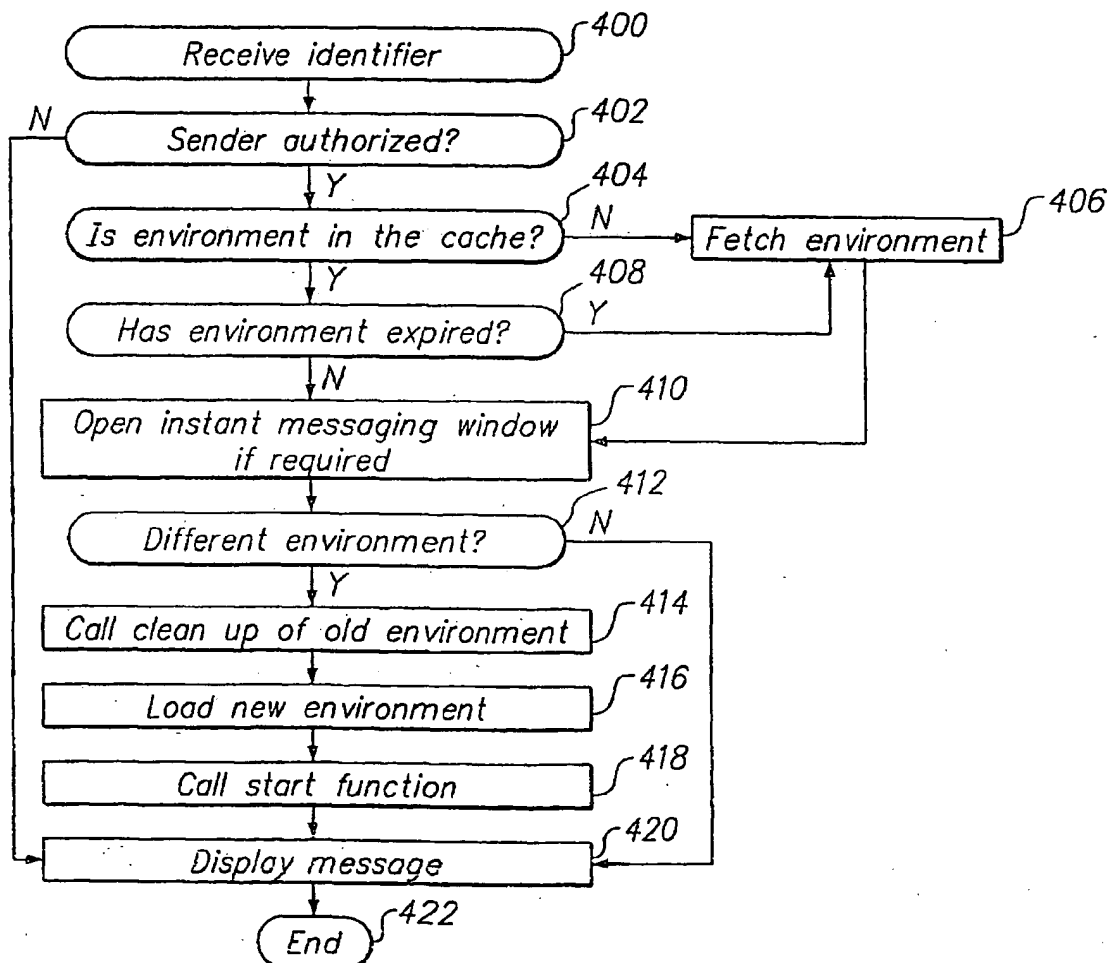 Receive identifier
400
Sender authorized?
402
N
Y
Is environment in the cache?
404
N
Fetch environment
406
Y
Has environment expired?
408
Y
N
Open instant messaging window
if required
410
Different environment?
412
N
Y
Call clean up of old environment
414
Load new environment
416
Call start function
418
Display message
420
End
422